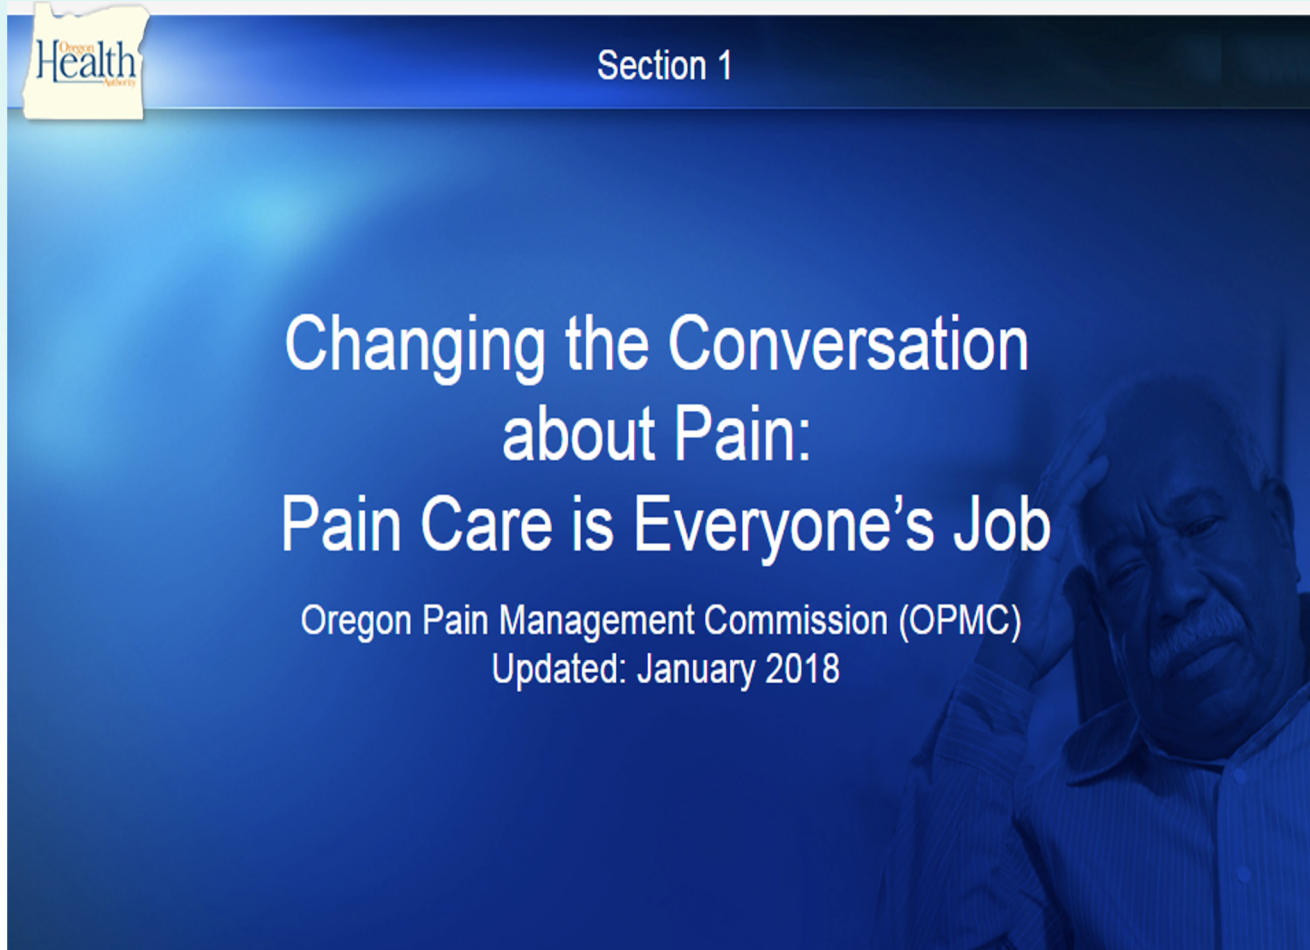 Oregon
Health
Authority
Section 1
Changing the Conversation
about Pain:
Pain Care is Everyone’s Job
Oregon Pain Management Commission (OPMC)
Updated: January 2018